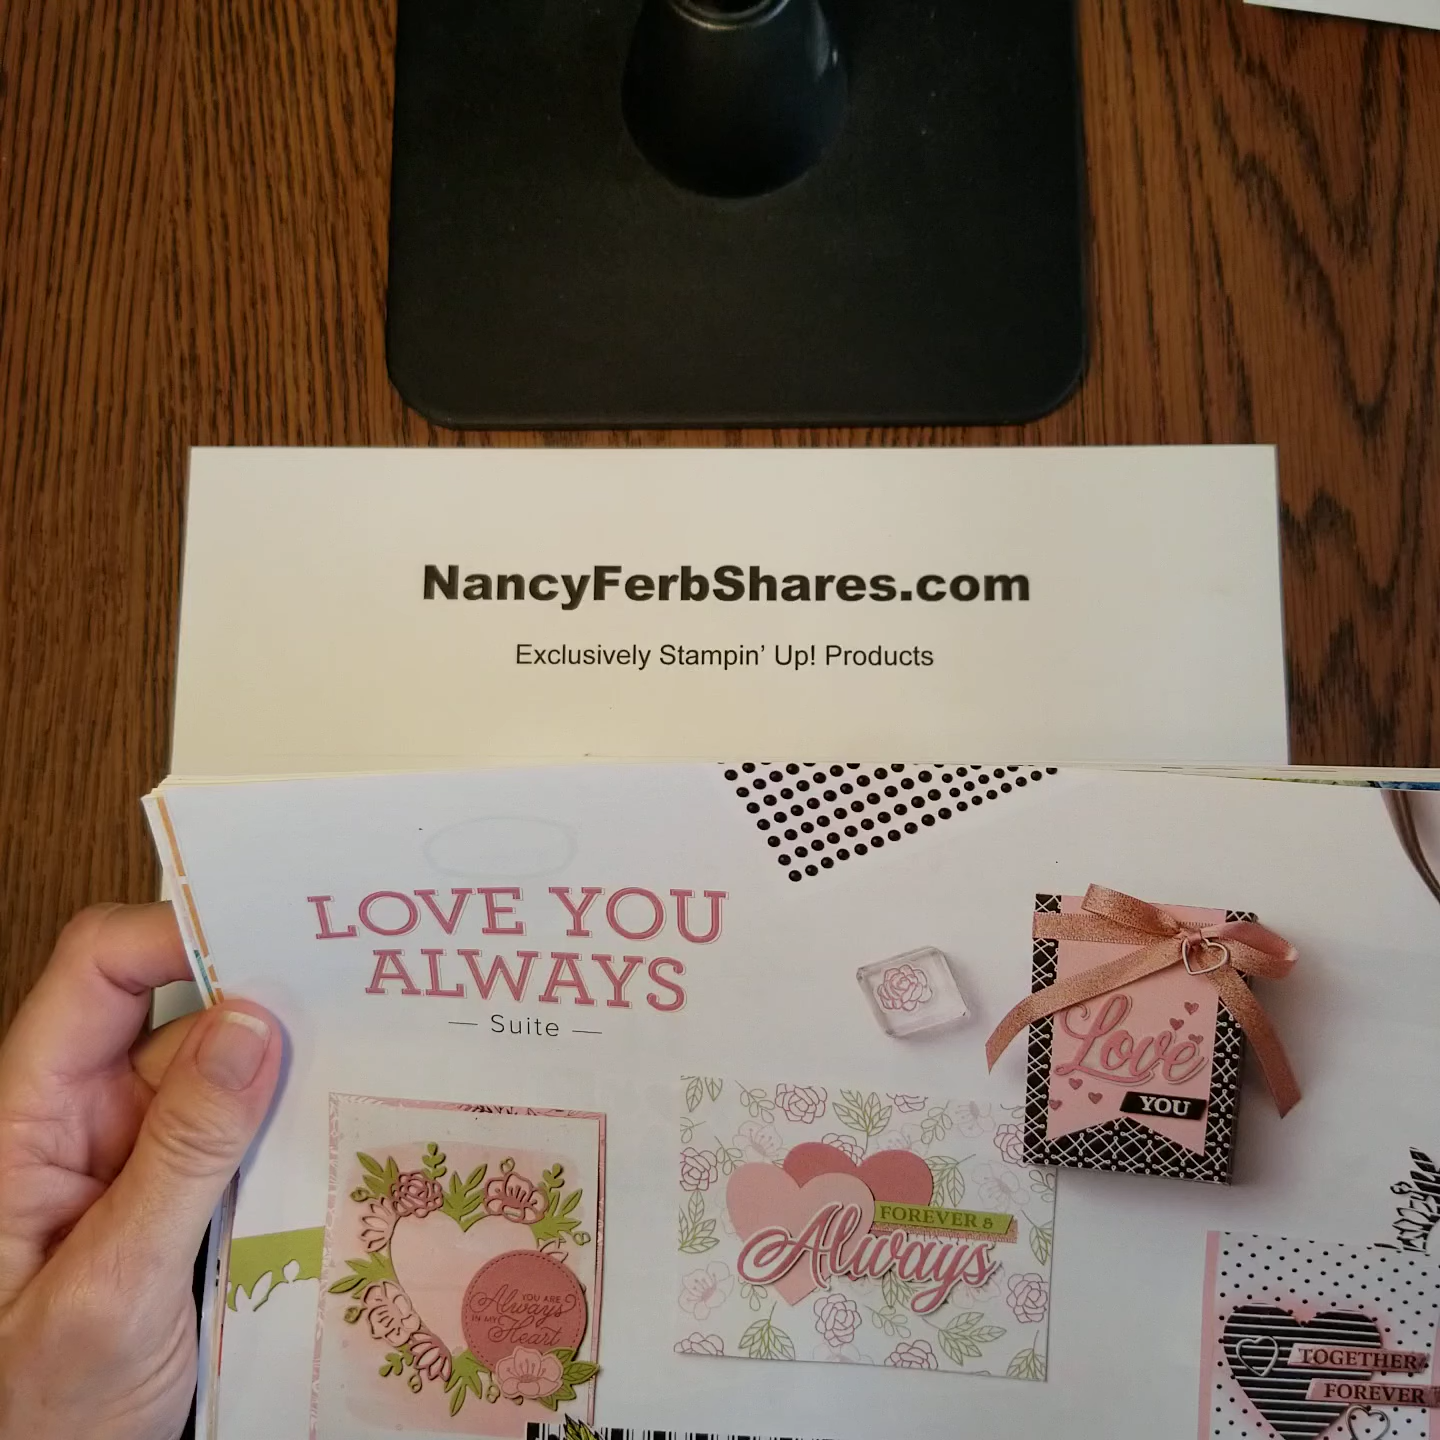 NancyFerbShares.com
Exclusively Stampin’ Up! Products
LOVE YOU
ALWAYS
— Suite —
Love
YOU
FOREVER &
Always
YOU ARE
Always
IN MY
Heart
TOGETHER
FOREVER